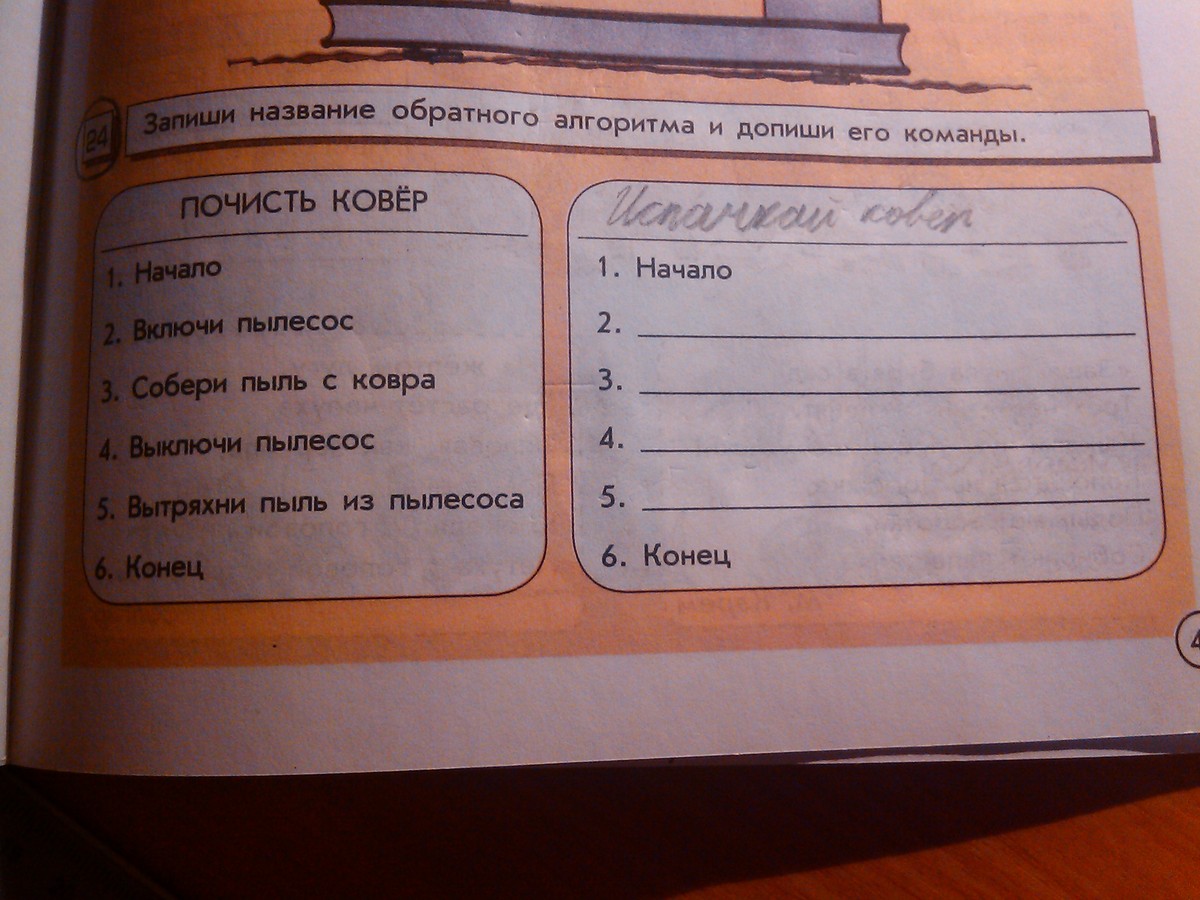 24
Запиши название обратного алгоритма и допиши его команды.
ПОЧИСТЬ КОВЁР
1. Начало
2. Включи пылесос
3. Собери пыль с ковра
4. Выключи пылесос
5. Вытряхни пыль из пылесоса
6. Конец
Испачкай ковёр
1. Начало
2.
3.
4.
5.
6. Конец
4